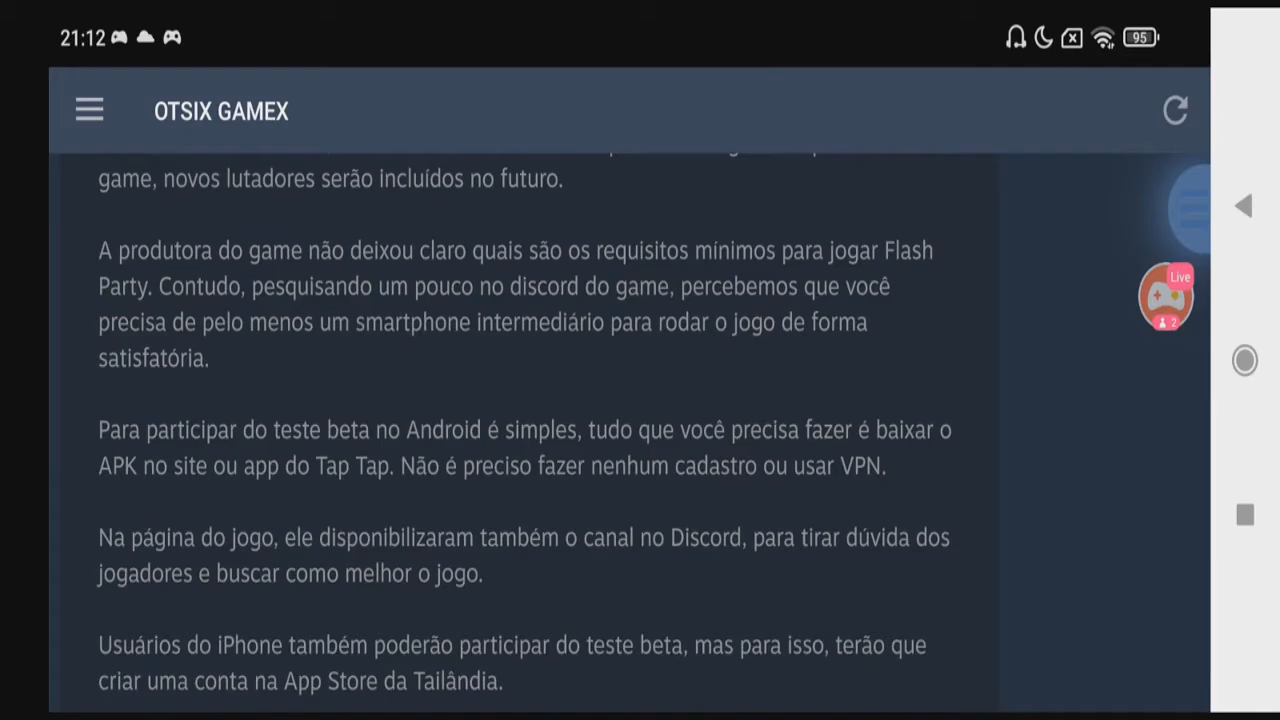 21:12
95
OTSIX GAMEX
game, novos lutadores serão incluídos no futuro.
A produtora do game não deixou claro quais são os requisitos mínimos para jogar Flash
Party. Contudo, pesquisando um pouco no discord do game, percebemos que você
precisa de pelo menos um smartphone intermediário para rodar o jogo de forma
satisfatória.
Live
2
Para participar do teste beta no Android é simples, tudo que você precisa fazer é baixar o
APK no site ou app do Tap Tap. Não é preciso fazer nenhum cadastro ou usar VPN.
Na página do jogo, ele disponibilizaram também o canal no Discord, para tirar dúvida dos
jogadores e buscar como melhor o jogo.
Usuários do iPhone também poderão participar do teste beta, mas para isso, terão que
criar uma conta na App Store da Tailândia.